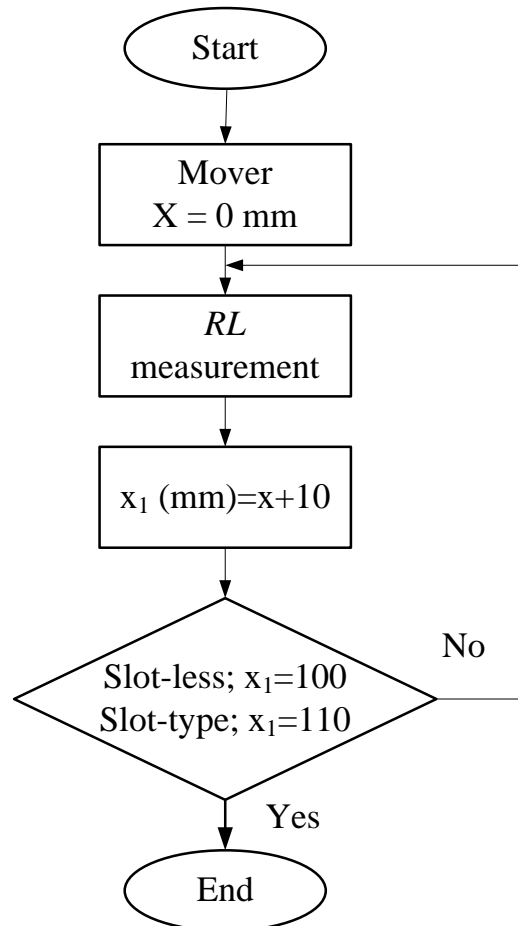 Start
Mover
X = 0 mm
RL
measurement
x₁ (mm)=x+10
Slot-less; x₁=100
Slot-type; x₁=110
No
Yes
End